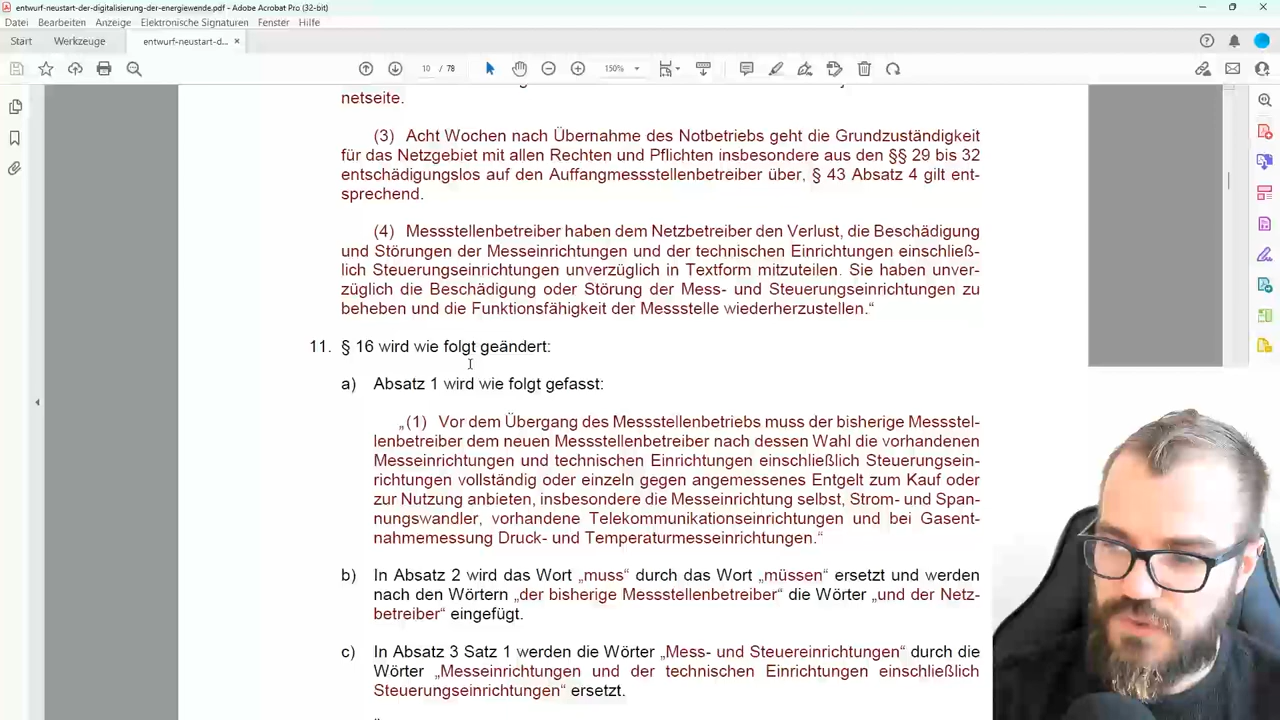 entwurf-neustart-der-digitalisierung-der-energiewende.pdf - Adobe Acrobat Pro (32-bit)
Datei Bearbeiten Anzeige Elektronische Signaturen Fenster Hilfe
Start Werkzeuge entwurf-neustart-d... ×
10 / 78 150%
netseite.
(3) Acht Wochen nach Übernahme des Notbetriebs geht die Grundzuständigkeit
für das Netzgebiet mit allen Rechten und Pflichten insbesondere aus den §§ 29 bis 32
entschädigungslos auf den Auffangmessstellenbetreiber über, § 43 Absatz 4 gilt ent-
sprechend.
(4) Messstellenbetreiber haben dem Netzbetreiber den Verlust, die Beschädigung
und Störungen der Messeinrichtungen und der technischen Einrichtungen einschließ-
lich Steuerungseinrichtungen unverzüglich in Textform mitzuteilen. Sie haben unver-
züglich die Beschädigung oder Störung der Mess- und Steuerungseinrichtungen zu
beheben und die Funktionsfähigkeit der Messstelle wiederherzustellen.“
11. § 16 wird wie folgt geändert:
a) Absatz 1 wird wie folgt gefasst:
„(1) Vor dem Übergang des Messstellenbetriebs muss der bisherige Messstel-
lenbetreiber dem neuen Messstellenbetreiber nach dessen Wahl die vorhandenen
Messeinrichtungen und technischen Einrichtungen einschließlich Steuerungsein-
richtungen vollständig oder einzeln gegen angemessenes Entgelt zum Kauf oder
zur Nutzung anbieten, insbesondere die Messeinrichtung selbst, Strom- und Span-
nungswandler, vorhandene Telekommunikationseinrichtungen und bei Gasent-
nahmemessung Druck- und Temperaturmesseinrichtungen.“
b) In Absatz 2 wird das Wort „muss“ durch das Wort „müssen“ ersetzt und werden
nach den Wörtern „der bisherige Messstellenbetreiber“ die Wörter „und der Netz-
betreiber“ eingefügt.
c) In Absatz 3 Satz 1 werden die Wörter „Mess- und Steuereinrichtungen“ durch die
Wörter „Messeinrichtungen und der technischen Einrichtungen einschließlich
Steuerungseinrichtungen“ ersetzt.